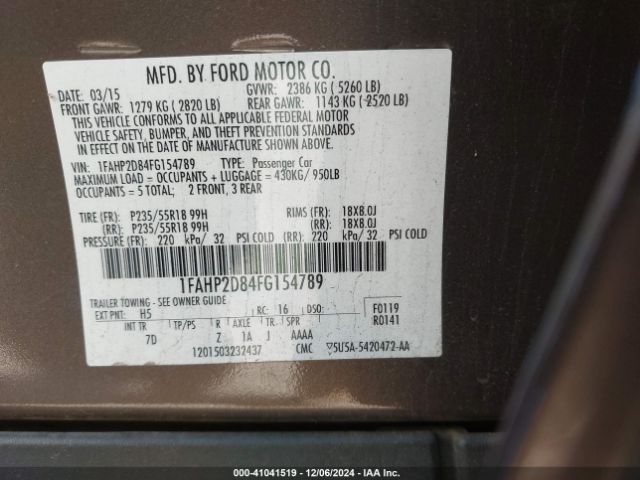 MFD. BY FORD MOTOR CO.
DATE: 03/15 GVWR: 2386 KG ( 5260 LB)
FRONT GAWR: 1279 KG ( 2820 LB) REAR GAWR: 1143 KG ( 2520 LB)
THIS VEHICLE CONFORMS TO ALL APPLICABLE FEDERAL MOTOR
VEHICLE SAFETY, BUMPER, AND THEFT PREVENTION STANDARDS
IN EFFECT ON THE DATE OF MANUFACTURE SHOWN ABOVE.
VIN: 1FAHP2D84FG154789 TYPE: Passenger Car
MAXIMUM LOAD = OCCUPANTS + LUGGAGE = 430KG/ 950LB
OCCUPANTS = 5 TOTAL; 2 FRONT, 3 REAR
TIRE (FR): P235/55R18 99H RIMS (FR): 18X8.0J
(RR): P235/55R18 99H (RR): 18X8.0J
PRESSURE (FR): 220 kPa/ 32 PSI COLD (RR): 220 kPa/ 32 PSI COLD
1FAHP2D84FG154789
TRAILER TOWING - SEE OWNER GUIDE
EXT PNT: H5 RC: 16 DSO: F0119
INT TR TP/PS R AXLE TR SPR R0141
7D Z 1A J AAAA
1201503232437 CMC 5U5A-5420472-AA
000-41041519 | 12/06/2024 | IAAI.com